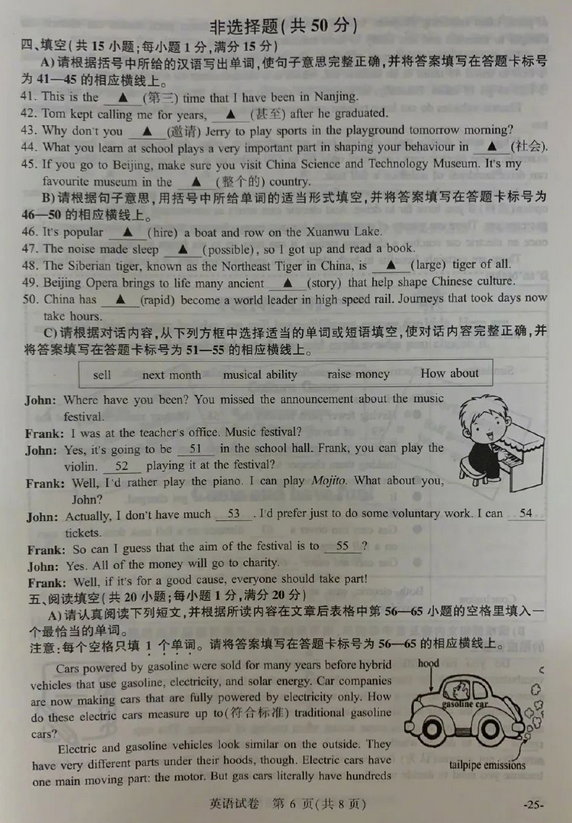 非选择题(共50分)
四、填空(共15小题;每小题1分,满分15分)
A)请根据括号中所给的汉语写出单词,使句子意思完整正确,并将答案填写在答题卡标号
为41—45的相应横线上。
41. This is the ▲ (第三) time that I have been in Nanjing.
42. Tom kept calling me for years, ▲ (甚至) after he graduated.
43. Why don't you ▲ (邀请) Jerry to play sports in the playground tomorrow morning?
44. What you learn at school plays a very important part in shaping your behaviour in ▲ (社会).
45. If you go to Beijing, make sure you visit China Science and Technology Museum. It's my
favourite museum in the ▲ (整个的) country.
B)请根据句子意思,用括号中所给单词的适当形式填空,并将答案填写在答题卡标号为
46—50的相应横线上。
46. It's popular ▲ (hire) a boat and row on the Xuanwu Lake.
47. The noise made sleep ▲ (possible), so I got up and read a book.
48. The Siberian tiger, known as the Northeast Tiger in China, is ▲ (large) tiger of all.
49. Beijing Opera brings to life many ancient ▲ (story) that help shape Chinese culture.
50. China has ▲ (rapid) become a world leader in high speed rail. Journeys that took days now
take hours.
C)请根据对话内容,从下列方框中选择适当的单词或短语填空,使对话内容完整正确,并
将答案填写在答题卡标号为51—55的相应横线上。
sell next month musical ability raise money How about
John: Where have you been? You missed the announcement about the music
festival.
Frank: I was at the teacher's office. Music festival?
John: Yes, it's going to be 51 in the school hall. Frank, you can play the
violin. 52 playing it at the festival?
Frank: Well, I'd rather play the piano. I can play Mojito. What about you,
John?
John: Actually, I don't have much 53 . I'd prefer just to do some voluntary work. I can 54
tickets.
Frank: So can I guess that the aim of the festival is to 55 ?
John: Yes. All of the money will go to charity.
Frank: Well, if it's for a good cause, everyone should take part!
五、阅读填空(共20小题;每小题1分,满分20分)
A)请认真阅读下列短文,并根据所读内容在文章后表格中第56—65小题的空格里填入一
个最恰当的单词。
注意:每个空格只填1个单词。请将答案填写在答题卡标号为56—65的相应横线上。
Cars powered by gasoline were sold for many years before hybrid
vehicles that use gasoline, electricity, and solar energy. Car companies
are now making cars that are fully powered by electricity only. How
do these electric cars measure up to(符合标准) traditional gasoline
cars?
hood
gasoline car
tailpipe emissions
Electric and gasoline vehicles look similar on the outside. They
have very different parts under their hoods, though. Electric cars have
one main moving part: the motor. But gas cars literally have hundreds
英语试卷 第6页(共8页)
-25-